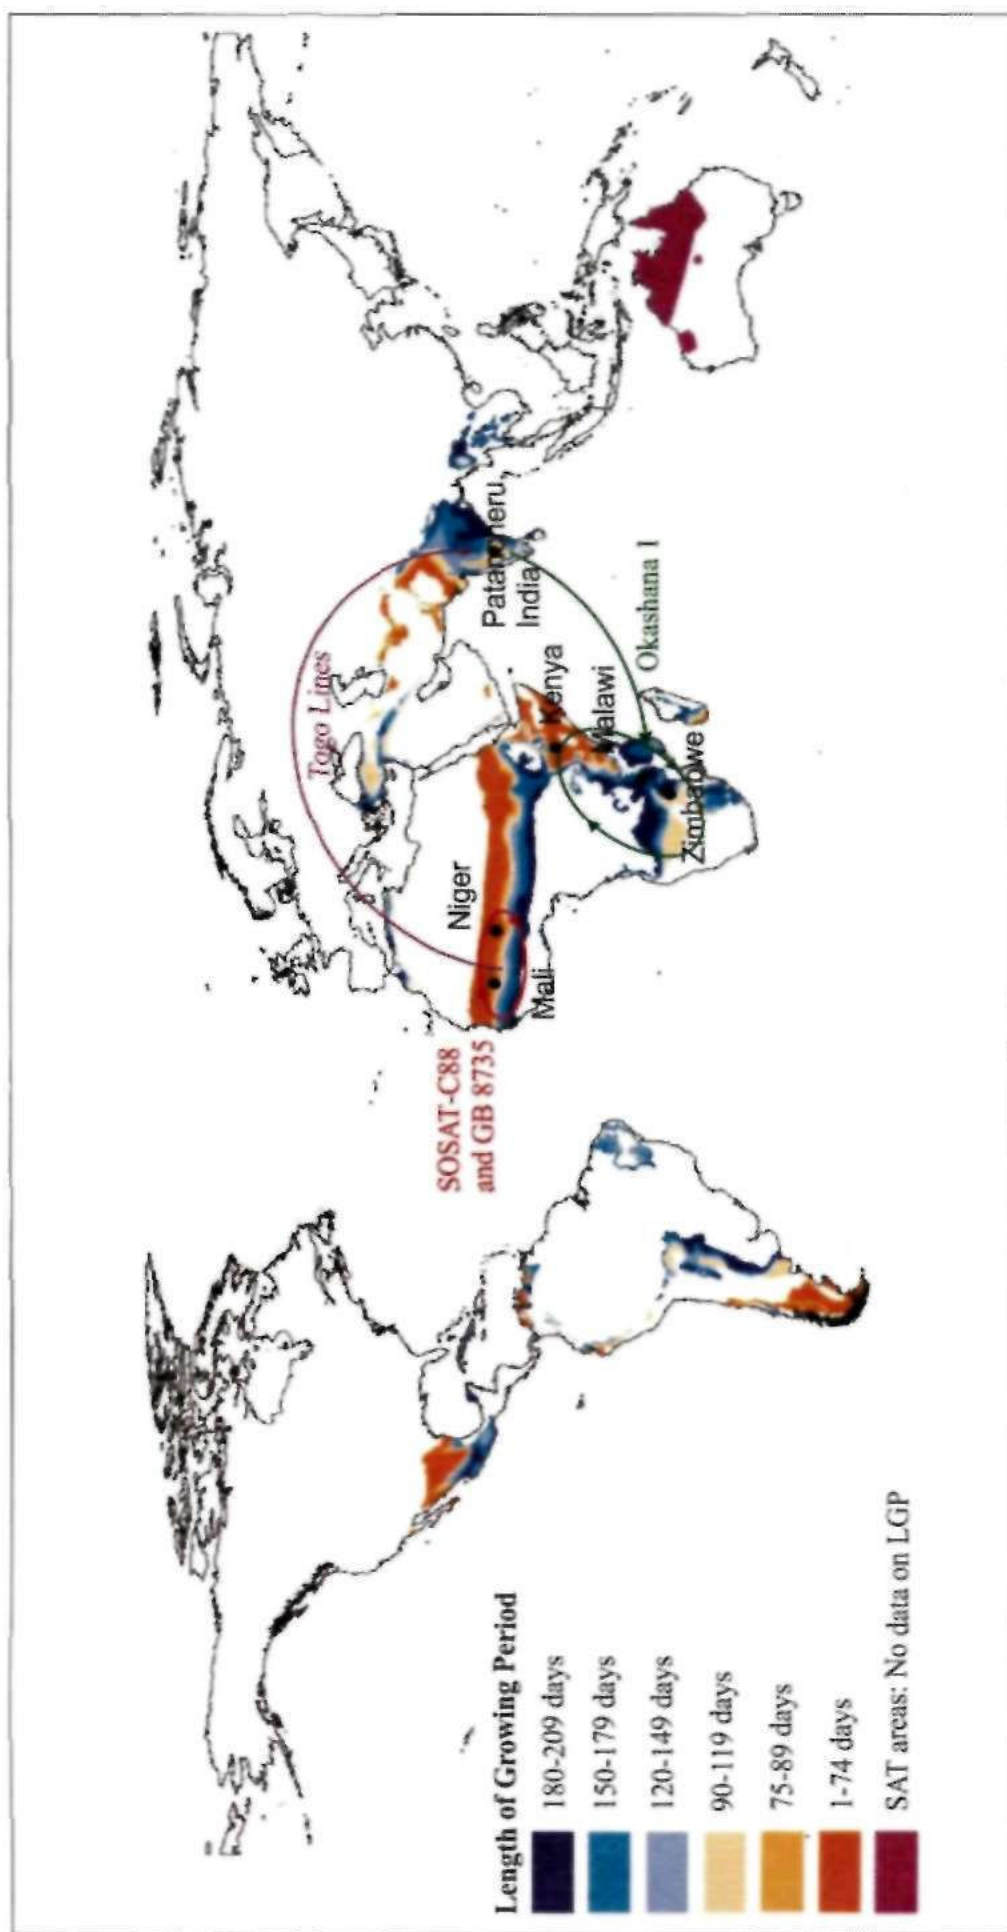 Togo Lines
SOSAT-C88
and GB 8735
Niger
Mali
Patancheru,
India
Kenya
Malawi
Okashana 1
Zimbabwe
Length of Growing Period
180-209 days
150-179 days
120-149 days
90-119 days
75-89 days
1-74 days
SAT areas: No data on LGP